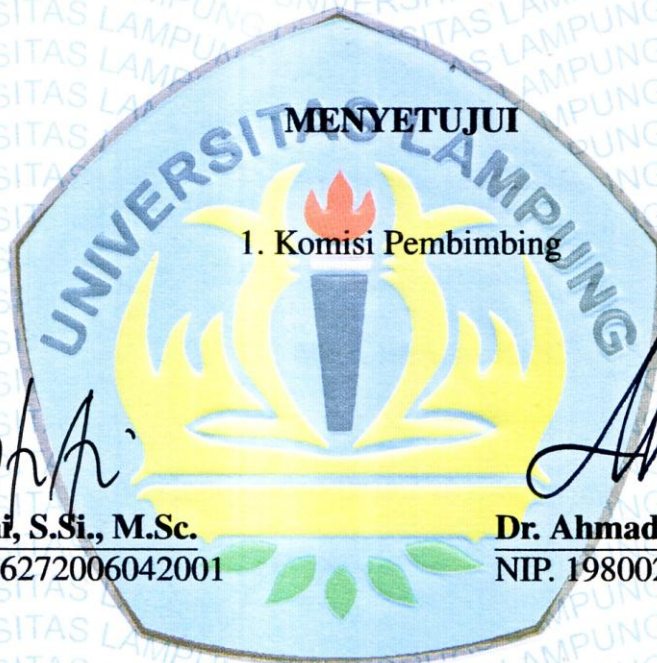 MENYETUJUI
UNIVERSITAS LAMPUNG
1. Komisi Pembimbing
S.Si., M.Sc.
Dr. Ahmad
6272006042001
NIP. 198002